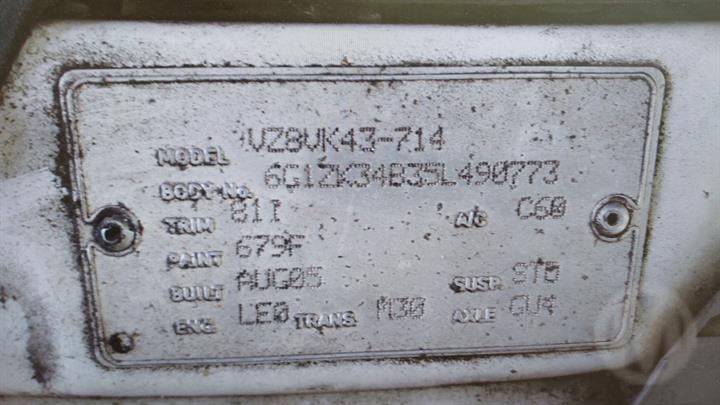 MODEL VZ8VK43-714
BODY-No. 6G1ZK34B35L490773
TRIM 81I A/C C60
PAINT 679F
BUILT AUG05 SUSP. STD
ENG. LE0 TRANS. M30 AXLE GU4